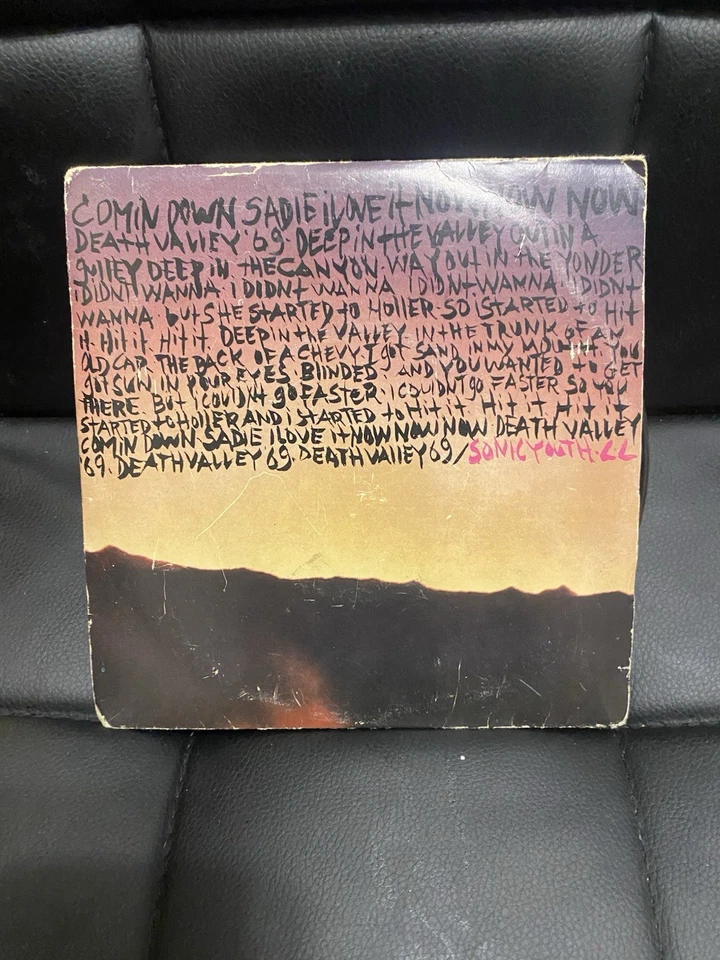 COMIN DOWN SADIE i LOVE it NOW NOW NOW
DEATH VALLEY '69. DEEP iN tHE VALLEY OUt IN A
GULLEY DEEP iN tHE CANYON. WAY OUt iN tHE YONDER
i DiDNt WANNA i DiDNt WANNA i DiDNt WANNA. i DiDNt
WANNA. but SHE StARTED tO HOllER SO i StARTED tO Hit
it. Hit it. Hit it. DEEP iN tHE VALLEY IN tHE TRUNK OF AN
OLD CAR. THE BACK OF A CHEVY I got SAND iN MY MOUtH. YOU
got SUN IN YOUR EYES. BliNDED AND YOU WANTED tO GET
THERE. But i COULDNt gO FASTER i COUlDNt gO FASTER SO YOU
StARtED tO HOllER AND i StARTED tO Hit it. Hit it Hit it
COMiN DOWN SADIE iLOVE it NOW NOW NOW DEATH VALLEY
'69. DEATH VALLEY '69. DEATH VAllEY 69/SONiC YOUTH. LL